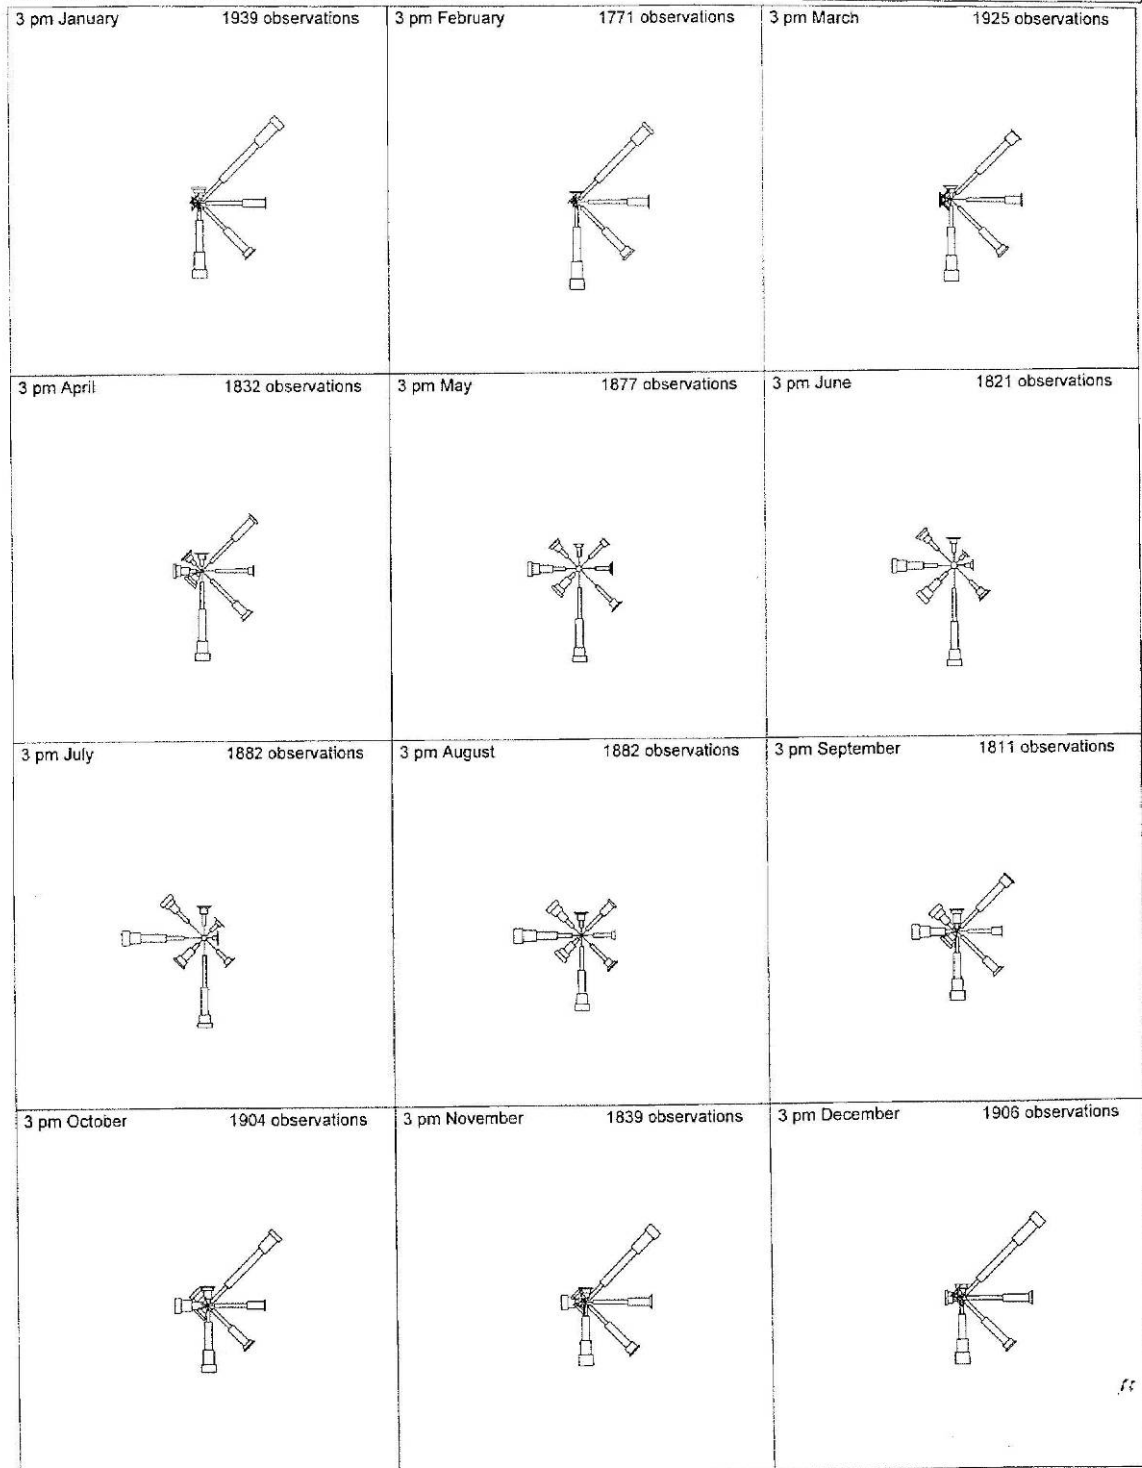 3 pm January 1939 observations
3 pm February 1771 observations
3 pm March 1925 observations
3 pm April 1832 observations
3 pm May 1877 observations
3 pm June 1821 observations
3 pm July 1882 observations
3 pm August 1882 observations
3 pm September 1811 observations
3 pm October 1904 observations
3 pm November 1839 observations
3 pm December 1906 observations